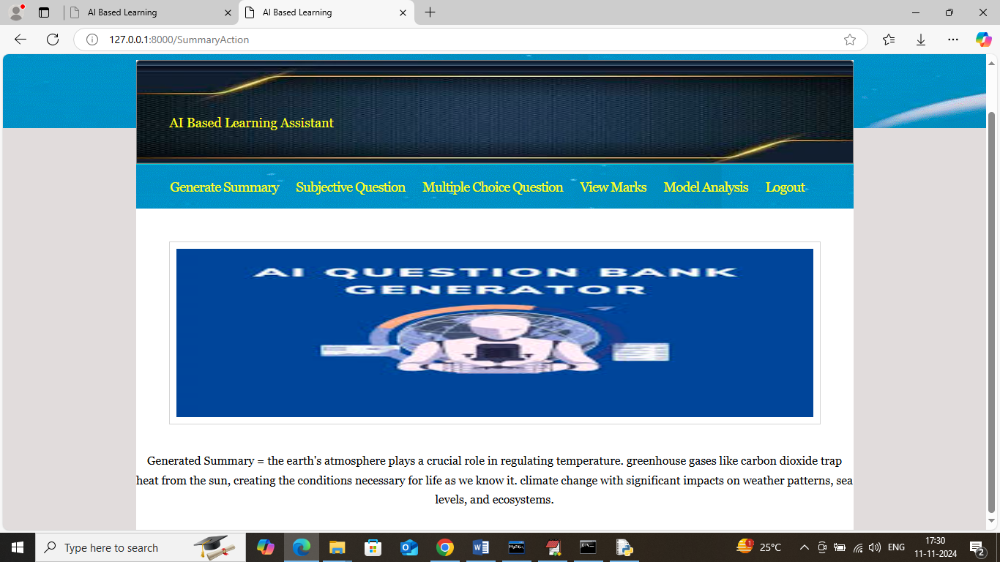 AI Based Learning
AI Based Learning
127.0.0.1:8000/SummaryAction
AI Based Learning Assistant
Generate Summary Subjective Question Multiple Choice Question View Marks Model Analysis Logout
AI QUESTION BANK
GENERATOR
Generated Summary = the earth's atmosphere plays a crucial role in regulating temperature. greenhouse gases like carbon dioxide trap
heat from the sun, creating the conditions necessary for life as we know it. climate change with significant impacts on weather patterns, sea
levels, and ecosystems.
Type here to search
1
25°C
ENG
17:30
11-11-2024
2